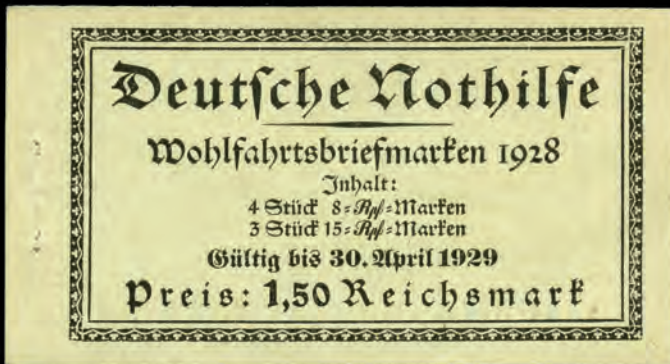 Deutſche Nothilfe
Wohlfahrtsbriefmarken 1928
Inhalt:
4 Stück 8=Rpf=Marken
3 Stück 15=Rpf=Marken
Gültig bis 30. April 1929
Preis: 1,50 Reichsmark